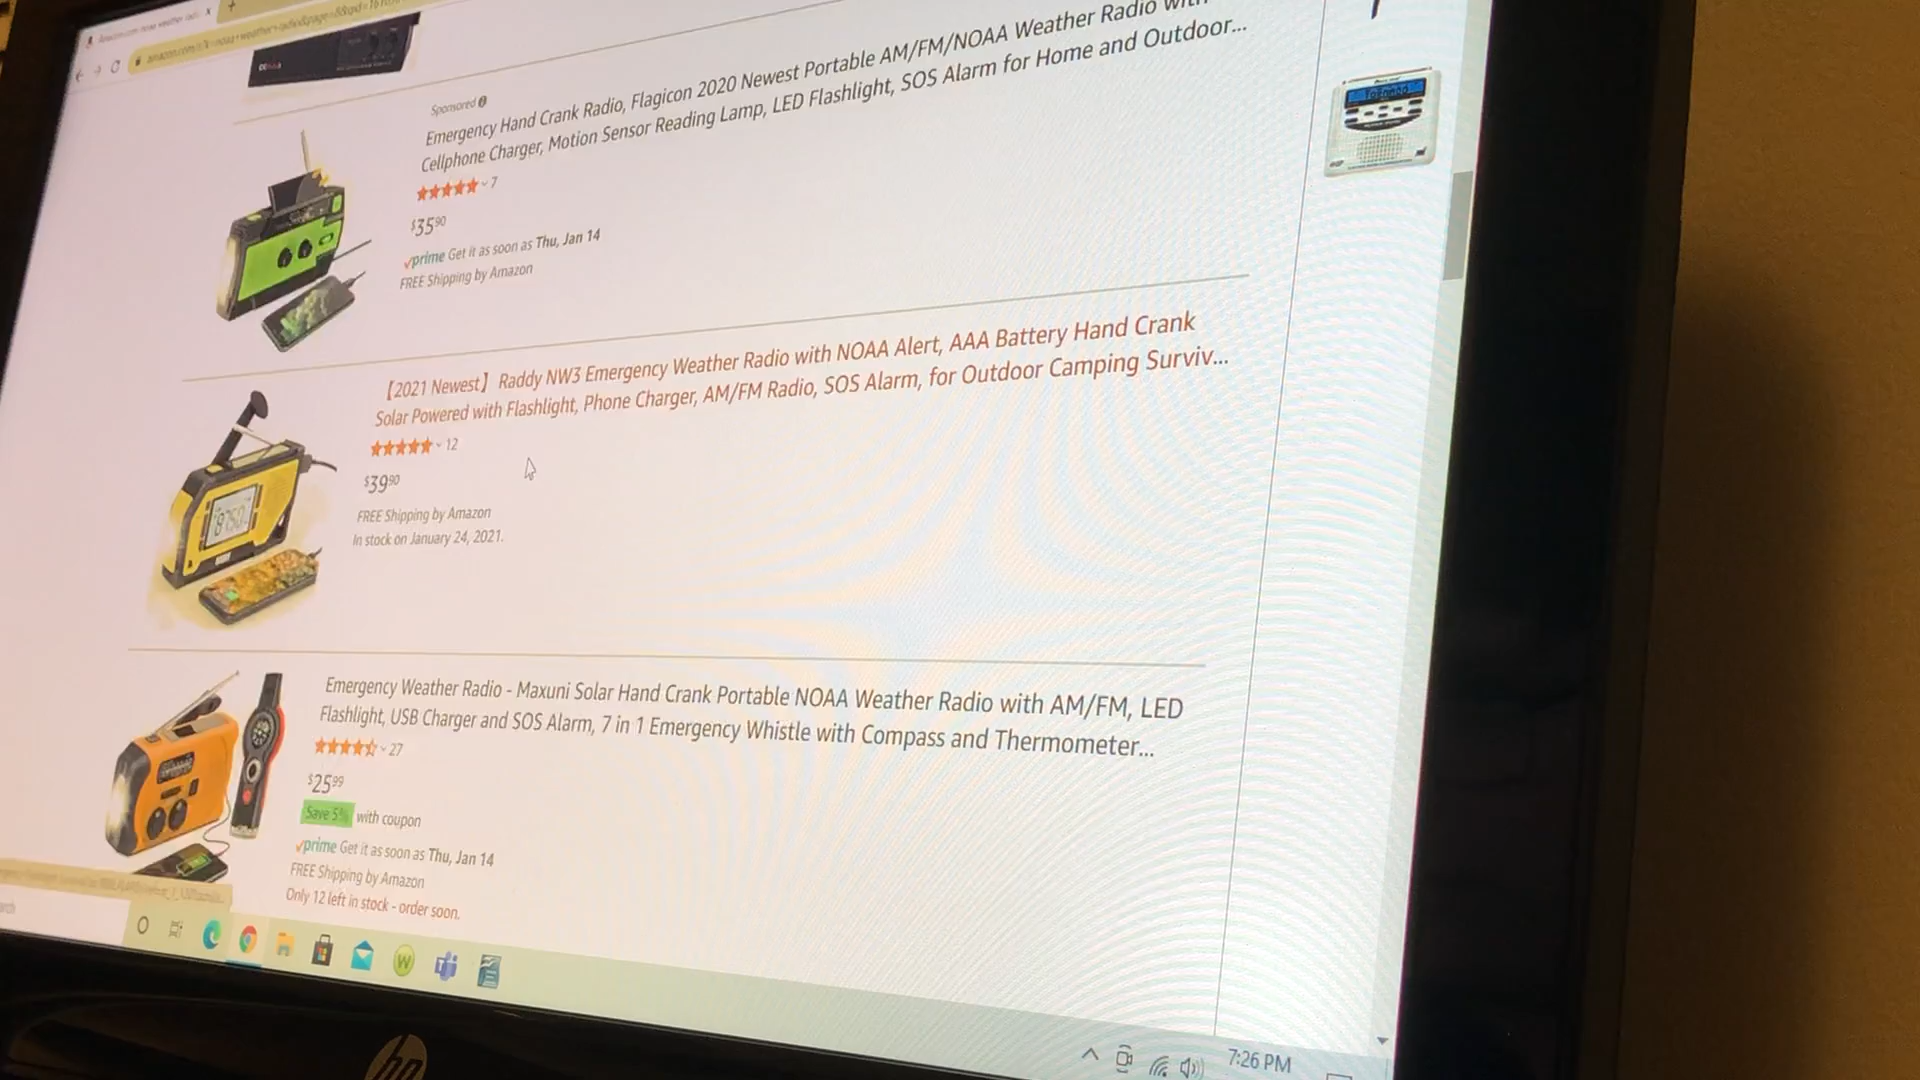 Sponsored
Emergency Hand Crank Radio, Flagicon 2020 Newest Portable AM/FM/NOAA Weather Radio with
Cellphone Charger, Motion Sensor Reading Lamp, LED Flashlight, SOS Alarm for Home and Outdoor...
7
$35.90
prime Get it as soon as Thu, Jan 14
FREE Shipping by Amazon
【2021 Newest】 Raddy NW3 Emergency Weather Radio with NOAA Alert, AAA Battery Hand Crank
Solar Powered with Flashlight, Phone Charger, AM/FM Radio, SOS Alarm, for Outdoor Camping Surviv...
12
$39.90
FREE Shipping by Amazon
In stock on January 24, 2021.
Emergency Weather Radio - Maxuni Solar Hand Crank Portable NOAA Weather Radio with AM/FM, LED
Flashlight, USB Charger and SOS Alarm, 7 in 1 Emergency Whistle with Compass and Thermometer...
27
$25.99
Save 5% with coupon
prime Get it as soon as Thu, Jan 14
FREE Shipping by Amazon
Only 12 left in stock - order soon.
7:26 PM
hp